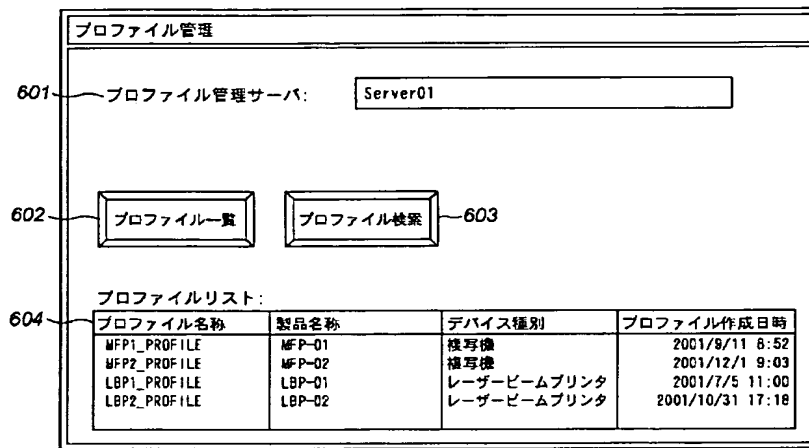 プロファイル管理
601 プロファイル管理サーバ: Server01
602 プロファイル一覧 プロファイル検索 603
プロファイルリスト:
604 プロファイル名称 製品名称 デバイス種別 プロファイル作成日時
MFP1_PROFILE MFP-01 複写機 2001/9/11 8:52
MFP2_PROFILE MFP-02 複写機 2001/12/1 9:03
LBP1_PROFILE LBP-01 レーザービームプリンタ 2001/7/5 11:00
LBP2_PROFILE LBP-02 レーザービームプリンタ 2001/10/31 17:18